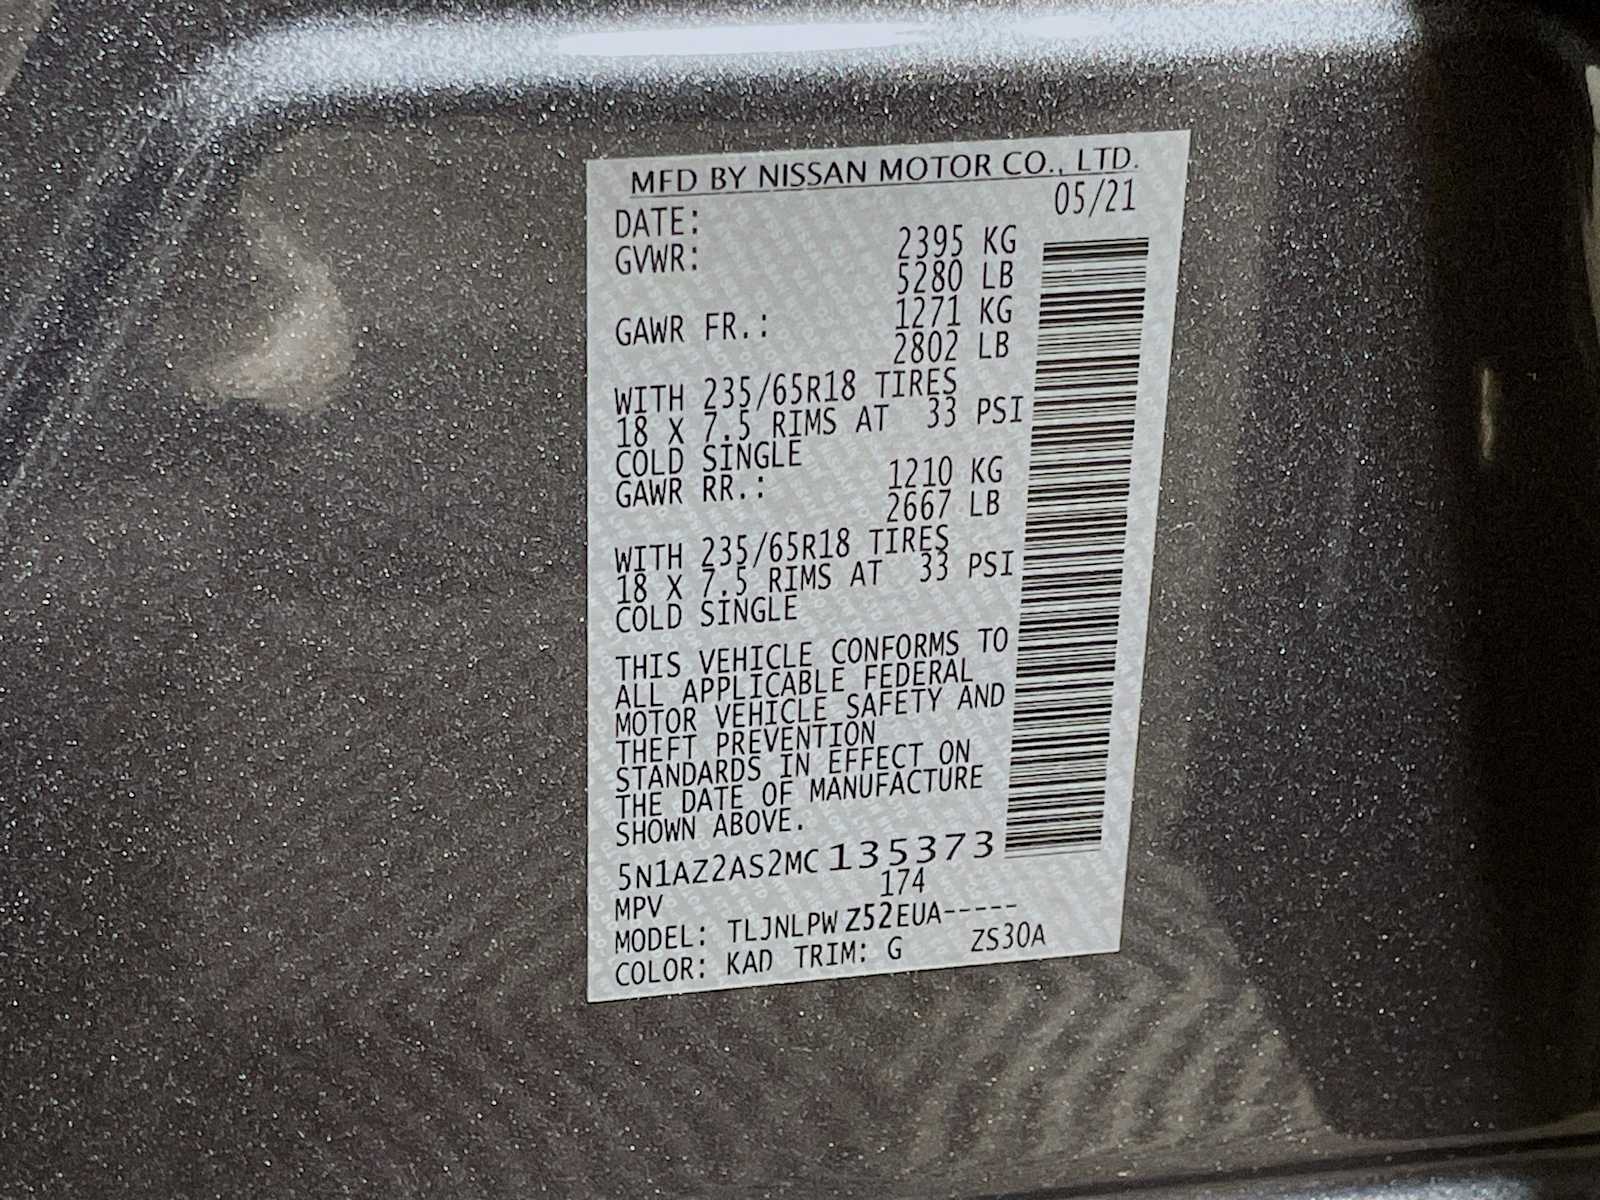 MFD BY NISSAN MOTOR CO., LTD.
DATE: 05/21
GVWR: 2395 KG
5280 LB
GAWR FR.: 1271 KG
2802 LB
WITH 235/65R18 TIRES
18 X 7.5 RIMS AT 33 PSI
COLD SINGLE
GAWR RR.: 1210 KG
2667 LB
WITH 235/65R18 TIRES
18 X 7.5 RIMS AT 33 PSI
COLD SINGLE
THIS VEHICLE CONFORMS TO
ALL APPLICABLE FEDERAL
MOTOR VEHICLE SAFETY AND
THEFT PREVENTION
STANDARDS IN EFFECT ON
THE DATE OF MANUFACTURE
SHOWN ABOVE.
5N1AZ2AS2MC135373
MPV 174
MODEL: TLJNLPWZ52EUA-----
COLOR: KAD TRIM: G ZS30A